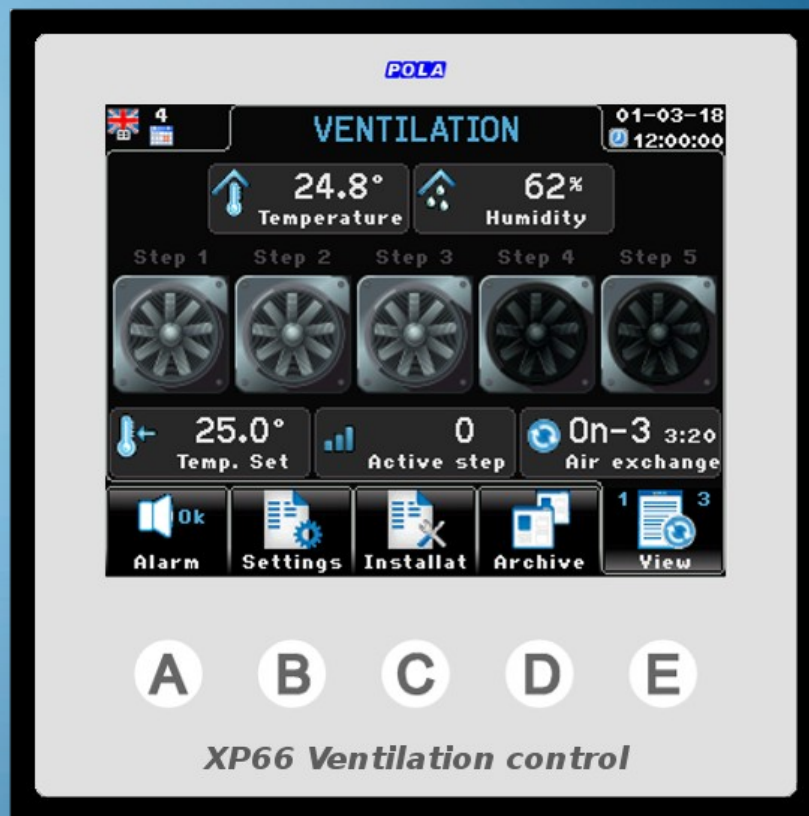 POLA
4
VENTILATION
01-03-18
12:00:00
24.8°
Temperature
62%
Humidity
Step 1
Step 2
Step 3
Step 4
Step 5
25.0°
Temp. Set
0
Active step
On-3 3:20
Air exchange
Ok
Alarm
Settings
Installat
Archive
1 3
View
A B C D E
XP66 Ventilation control